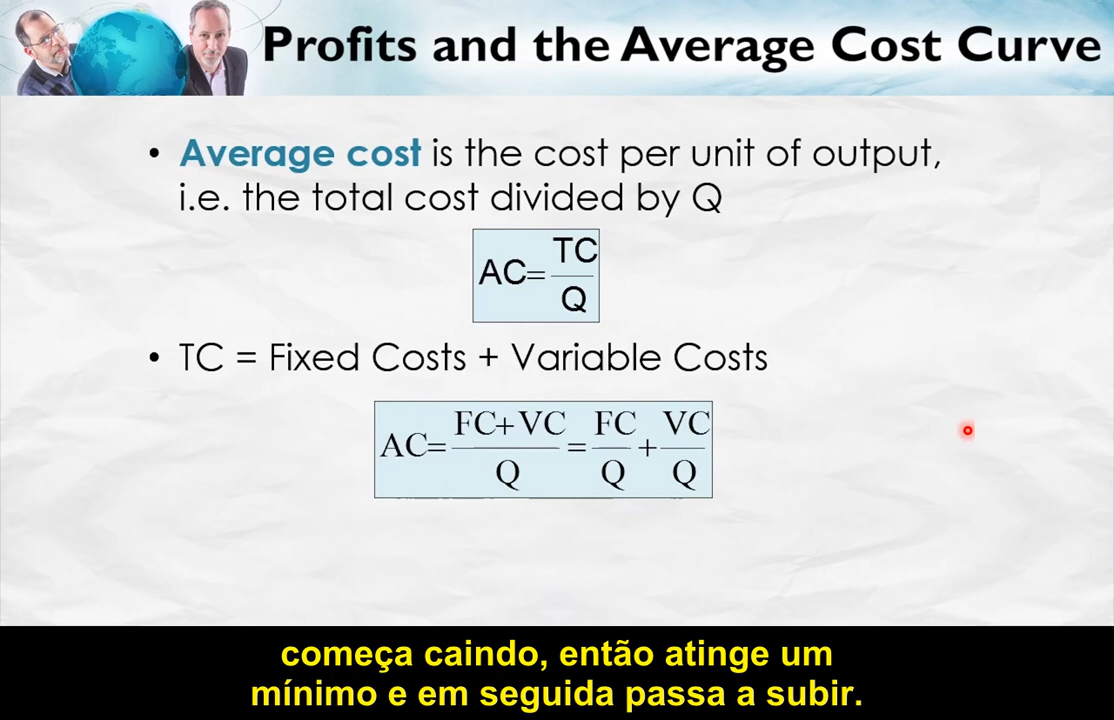 Profits and the Average Cost Curve
• Average cost is the cost per unit of output,
i.e. the total cost divided by Q
AC=TC/Q
• TC = Fixed Costs + Variable Costs
AC=FC+VC/Q=FC/Q+VC/Q
começa caindo, então atinge um
mínimo e em seguida passa a subir.